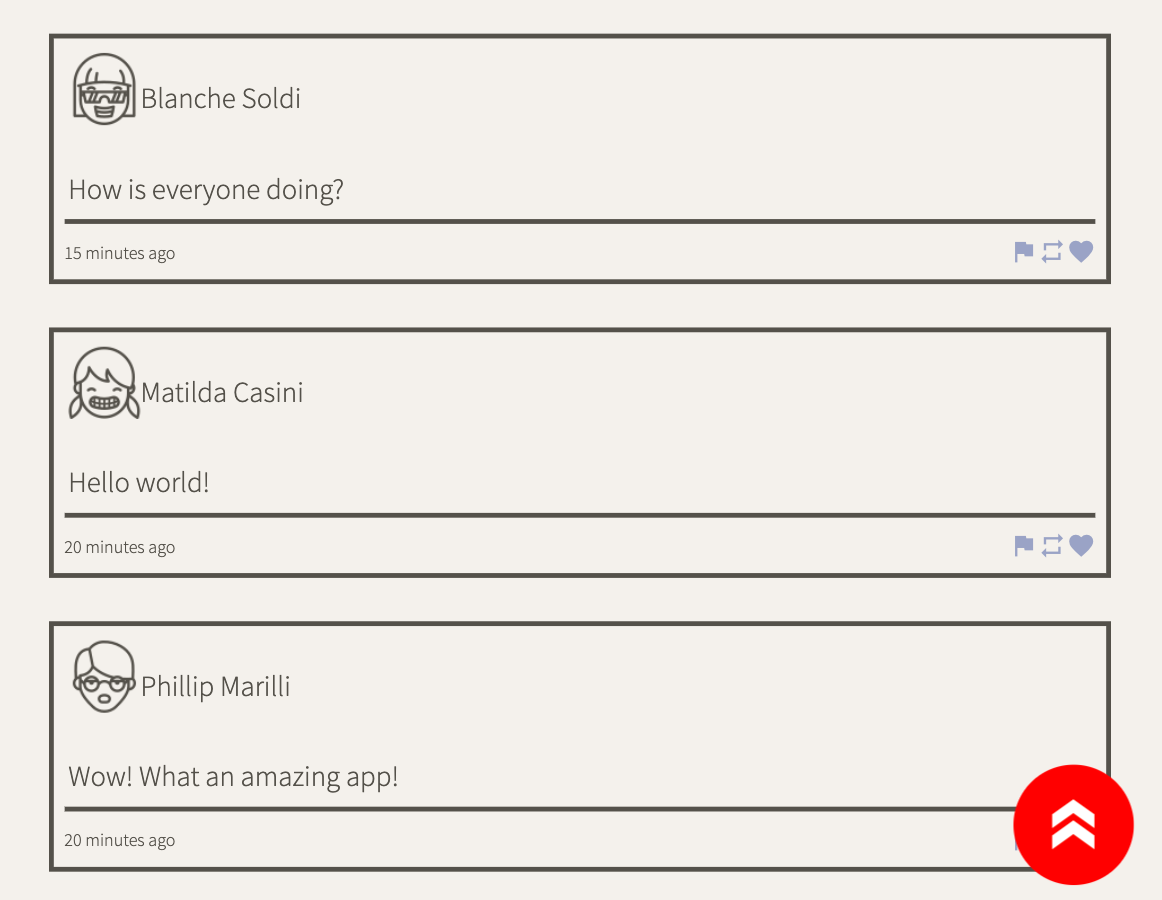 Blanche Soldi
How is everyone doing?
15 minutes ago
Matilda Casini
Hello world!
20 minutes ago
Phillip Marilli
Wow! What an amazing app!
20 minutes ago